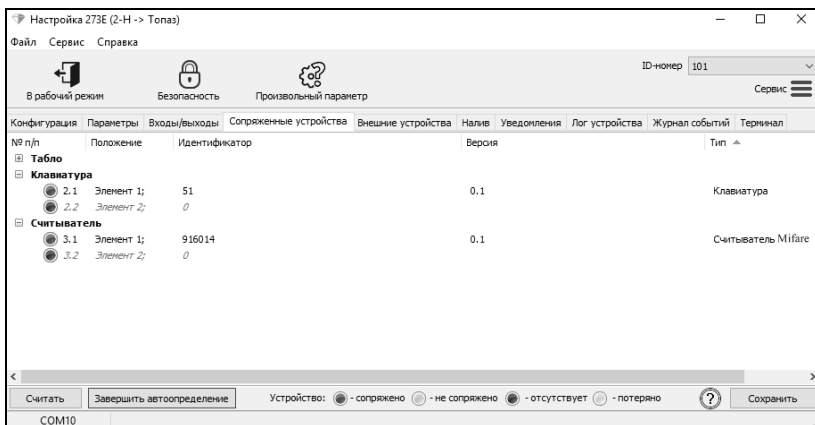 Настройка 273Е (2-Н -> Топаз)
Файл Сервис Справка
ID-номер 101
В рабочий режим Безопасность Произвольный параметр Сервис
Конфигурация Параметры Входы/выходы Сопряженные устройства Внешние устройства Налив Уведомления Лог устройства Журнал событий Терминал
№ п/п Положение Идентификатор Версия Тип
Табло
Клавиатура
2.1 Элемент 1; 51 0.1 Клавиатура
2.2 Элемент 2; 0
Считыватель
3.1 Элемент 1; 916014 0.1 Считыватель Mifare
3.2 Элемент 2; 0
Считать Завершить автоопределение Устройство: - сопряжено - не сопряжено - отсутствует - потеряно ? Сохранить
COM10